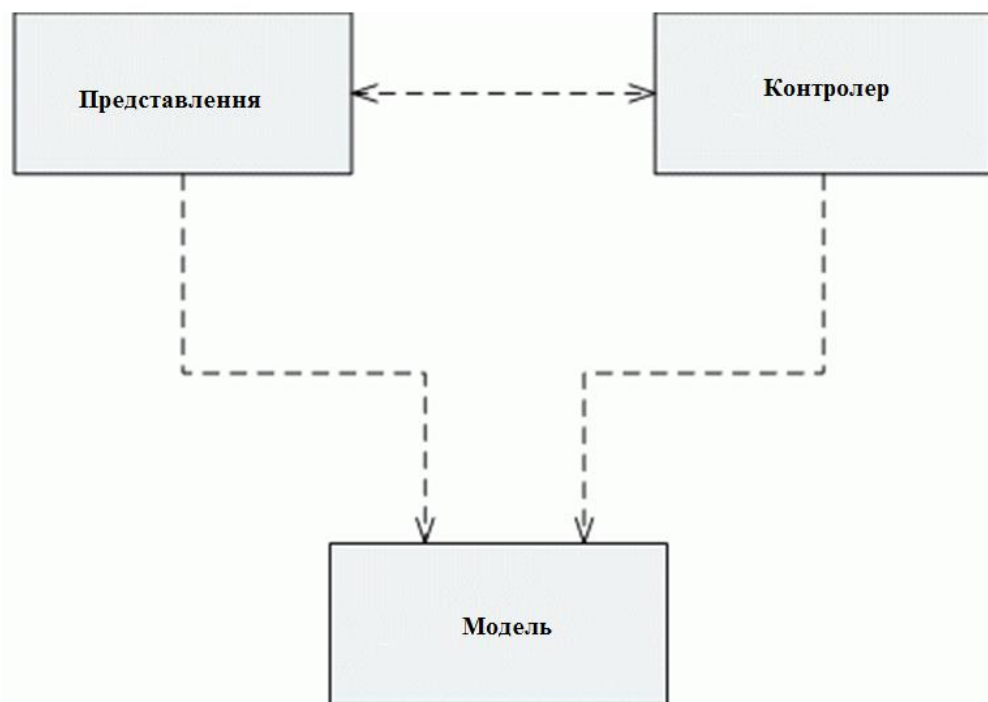 Представлення
Контролер
Модель